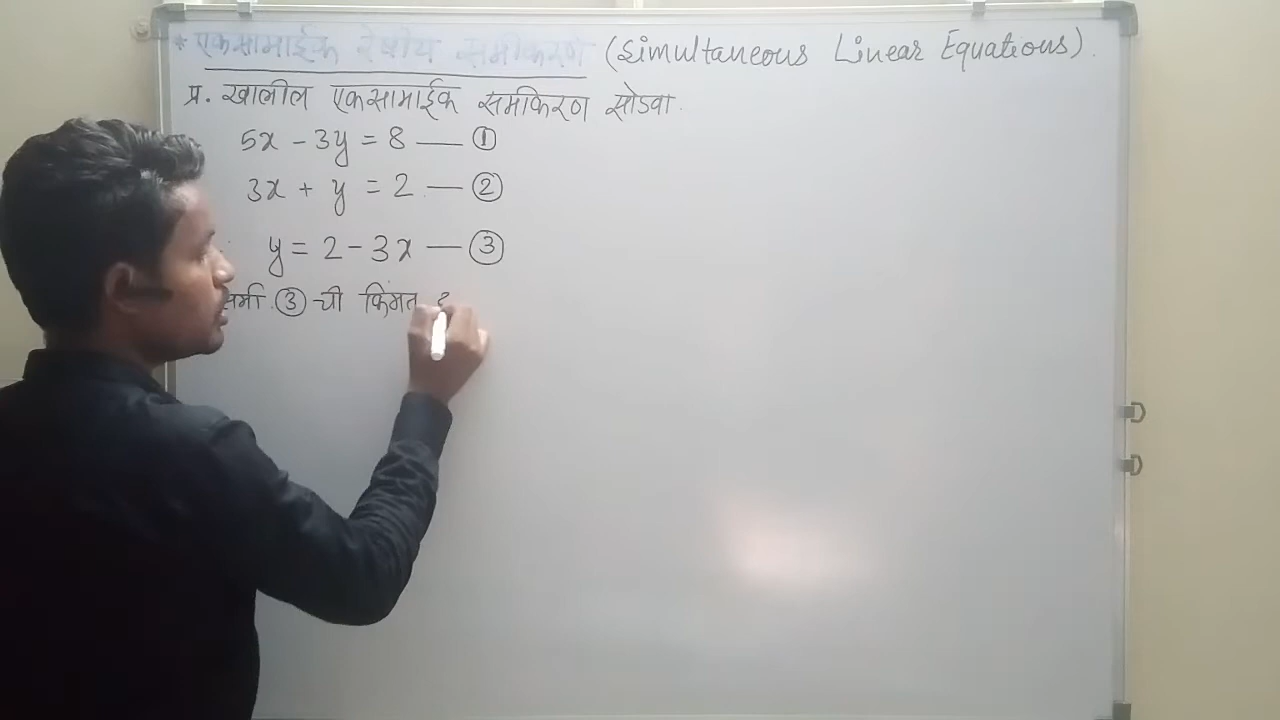 * एकसामाईक रेषीय समीकरणे (Simultaneous Linear Equations).
प्र. खालील एकसामाईक समकिरण सोडवा.
5x - 3y = 8 — ①
3x + y = 2 — ②
y = 2 - 3x — ③
समी. ③ ची किंमत